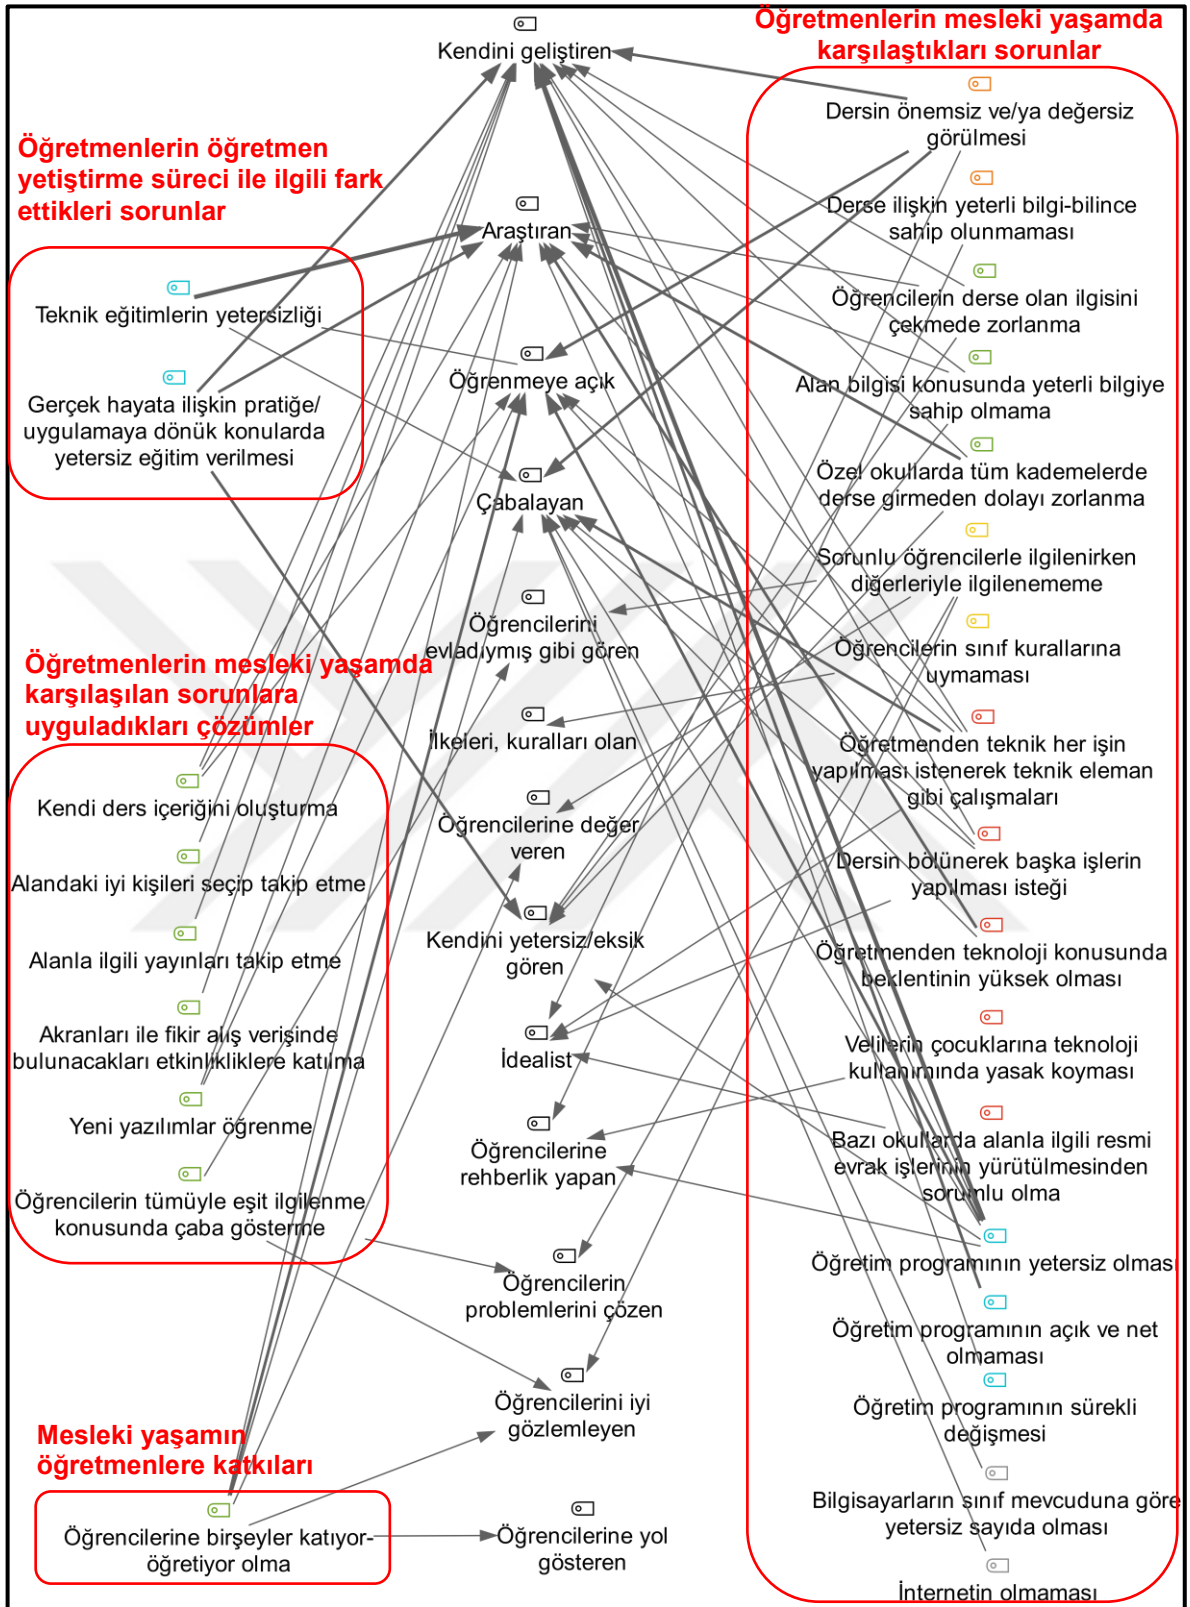 Öğretmenlerin mesleki yaşamda
karşılaştıkları sorunlar
Kendini geliştiren
Dersin önemsiz ve/ya değersiz
görülmesi
Öğretmenlerin öğretmen
yetiştirme süreci ile ilgili fark
ettikleri sorunlar
Derse ilişkin yeterli bilgi-bilince
sahip olunmaması
Araştıran
Teknik eğitimlerin yetersizliği
Öğrencilerin derse olan ilgisini
çekmede zorlanma
Öğrenmeye açık
Alan bilgisi konusunda yeterli bilgiye
sahip olmama
Gerçek hayata ilişkin pratiğe/
uygulamaya dönük konularda
yetersiz eğitim verilmesi
Özel okullarda tüm kademelerde
derse girmeden dolayı zorlanma
Çabalayan
Sorunlu öğrencilerle ilgilenirken
diğerleriyle ilgilenememe
Öğrencilerini
evladıymış gibi gören
Öğrencilerin sınıf kurallarına
uymaması
Öğretmenlerin mesleki yaşamda
karşılaşılan sorunlara
uyguladıkları çözümler
İlkeleri, kuralları olan
Öğretmenden teknik her işin
yapılması istenerek teknik eleman
gibi çalışmaları
Kendi ders içeriğini oluşturma
Öğrencilerine değer
veren
Dersin bölünerek başka işlerin
yapılması isteği
Alandaki iyi kişileri seçip takip etme
Kendini yetersiz/eksik
gören
Öğretmenden teknoloji konusunda
beklentinin yüksek olması
Alanla ilgili yayınları takip etme
Akranları ile fikir alış verişinde
bulunacakları etkinlikliklere katılma
İdealist
Velilerin çocuklarına teknoloji
kullanımında yasak koyması
Yeni yazılımlar öğrenme
Öğrencilerine
rehberlik yapan
Bazı okullarda alanla ilgili resmi
evrak işlerinin yürütülmesinden
sorumlu olma
Öğrencilerin tümüyle eşit ilgilenme
konusunda çaba gösterme
Öğretim programının yetersiz olması
Öğrencilerin
problemlerini çözen
Öğretim programının açık ve net
olmaması
Öğrencilerini iyi
gözlemleyen
Öğretim programının sürekli
değişmesi
Mesleki yaşamın
öğretmenlere katkıları
Bilgisayarların sınıf mevcuduna göre
yetersiz sayıda olması
Öğrencilerine birşeyler katıyor-
öğretiyor olma
Öğrencilerine yol
gösteren
İnternetin olmaması